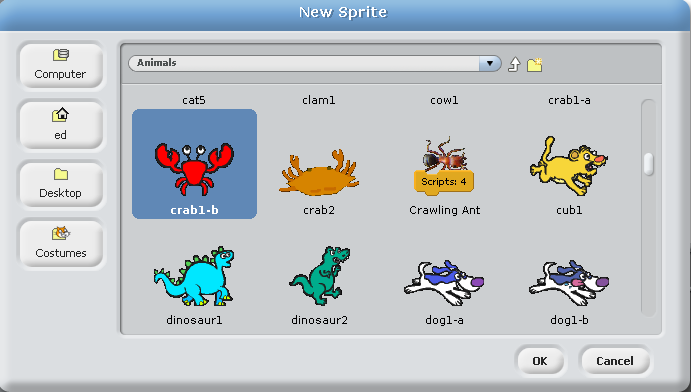 New Sprite
Computer
ed
Desktop
Costumes
Animals
cat5 clam1 cow1 crab1-a
Scripts: 4
crab1-b crab2 Crawling Ant cub1
dinosaur1 dinosaur2 dog1-a dog1-b
OK Cancel